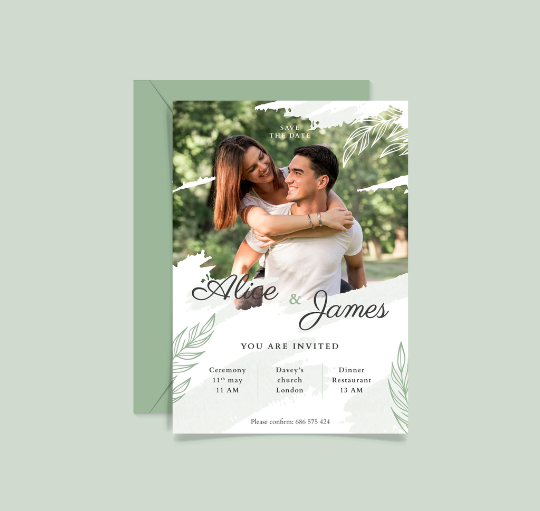 SAVE
THE DATE
Alice
&
James
YOU ARE INVITED
Ceremony
11th may
11 AM
Davey's
church
London
Dinner
Restaurant
13 AM
Please confirm: 686 575 424